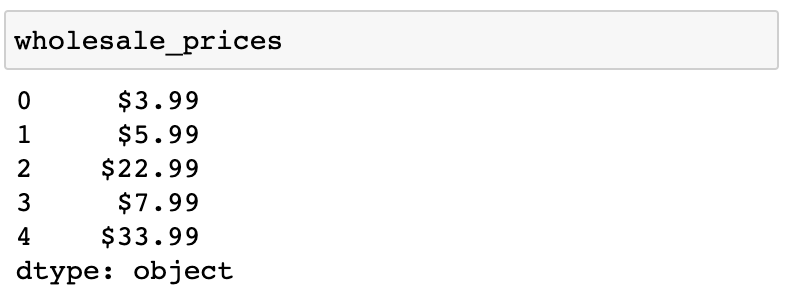 wholesale_prices
0      $3.99
1      $5.99
2     $22.99
3      $7.99
4     $33.99
dtype: object